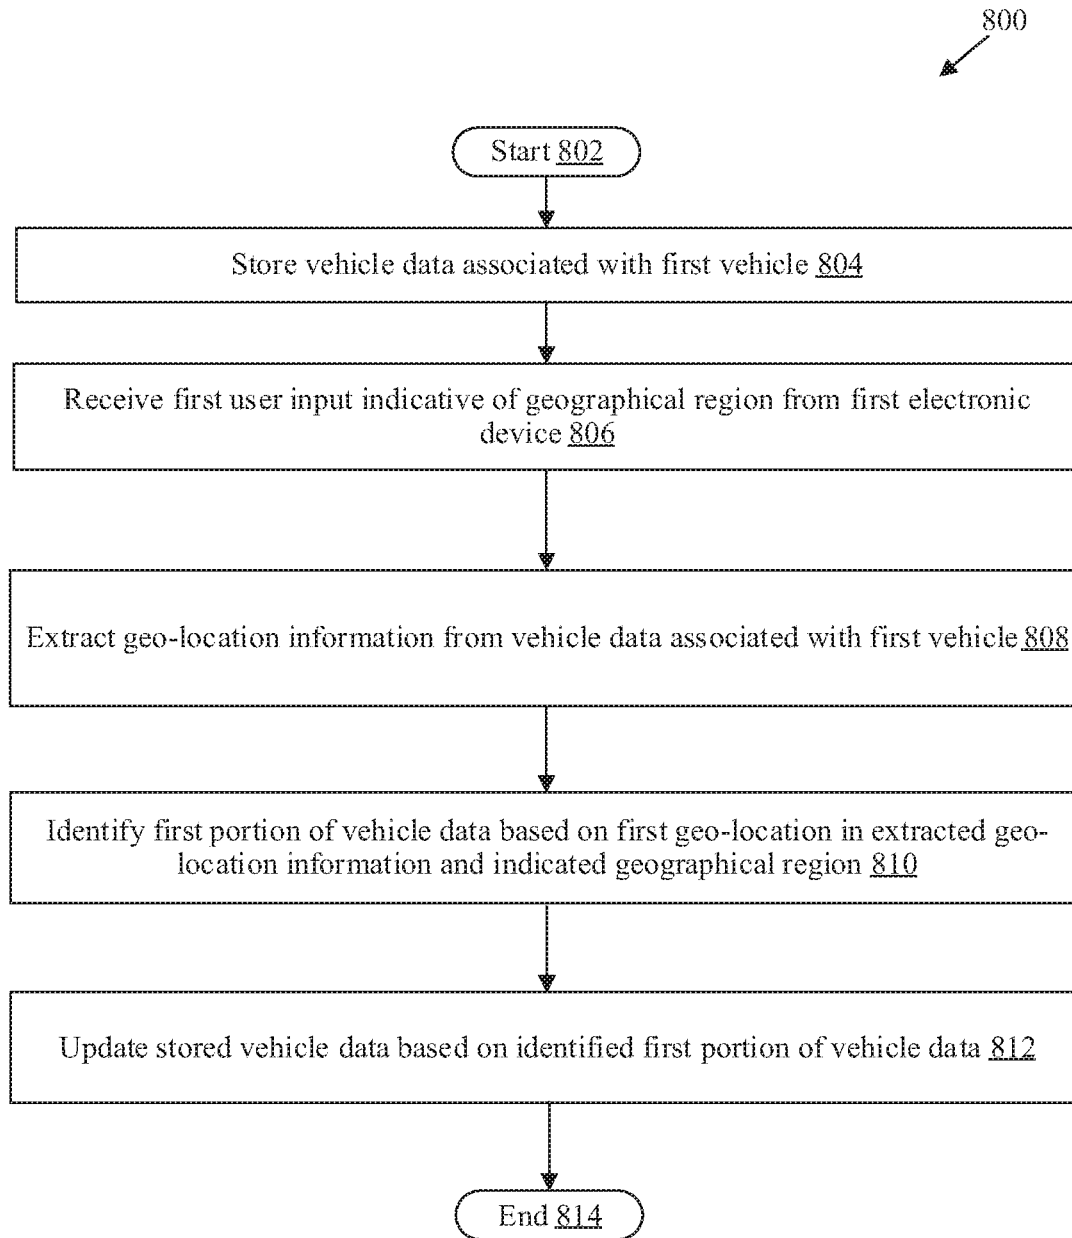 800
Start 802
Store vehicle data associated with first vehicle 804
Receive first user input indicative of geographical region from first electronic
device 806
Extract geo-location information from vehicle data associated with first vehicle 808
Identify first portion of vehicle data based on first geo-location in extracted geo-
location information and indicated geographical region 810
Update stored vehicle data based on identified first portion of vehicle data 812
End 814